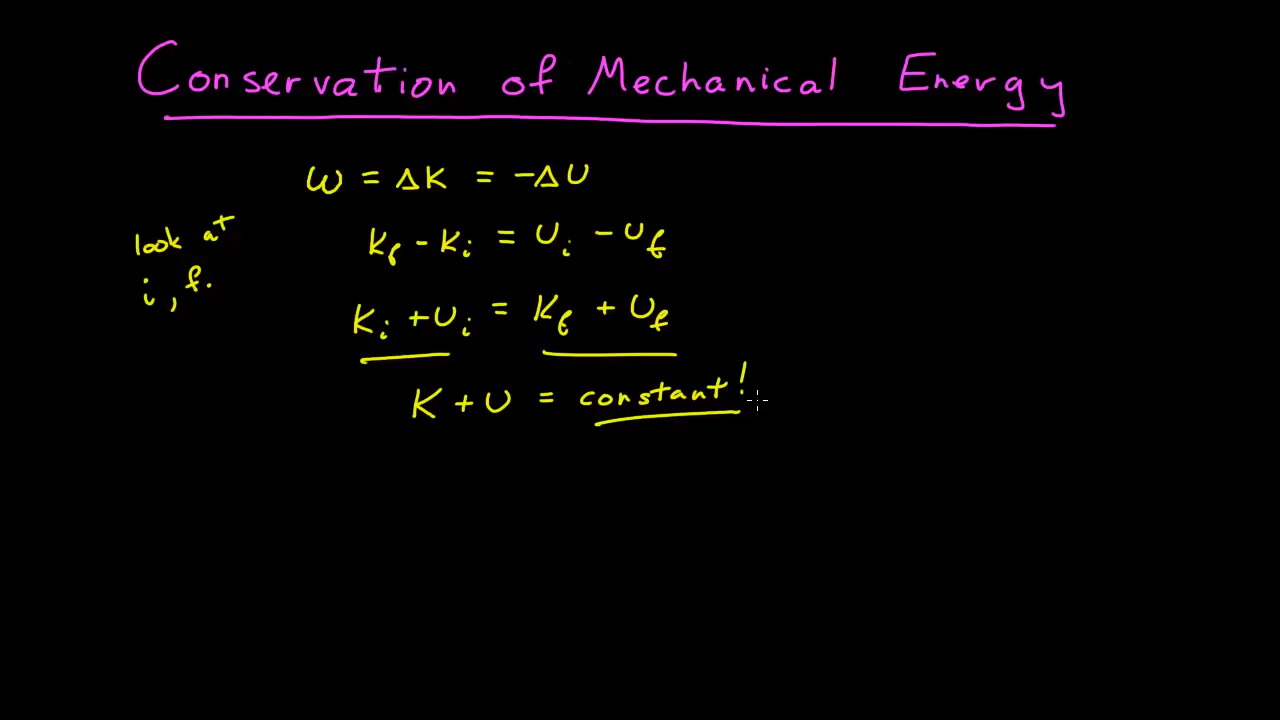 Conservation of Mechanical Energy
W = ΔK = -ΔU
look at
i, f.
Kf - Ki = Ui - Uf
Ki + Ui = Kf + Uf
K + U = constant!